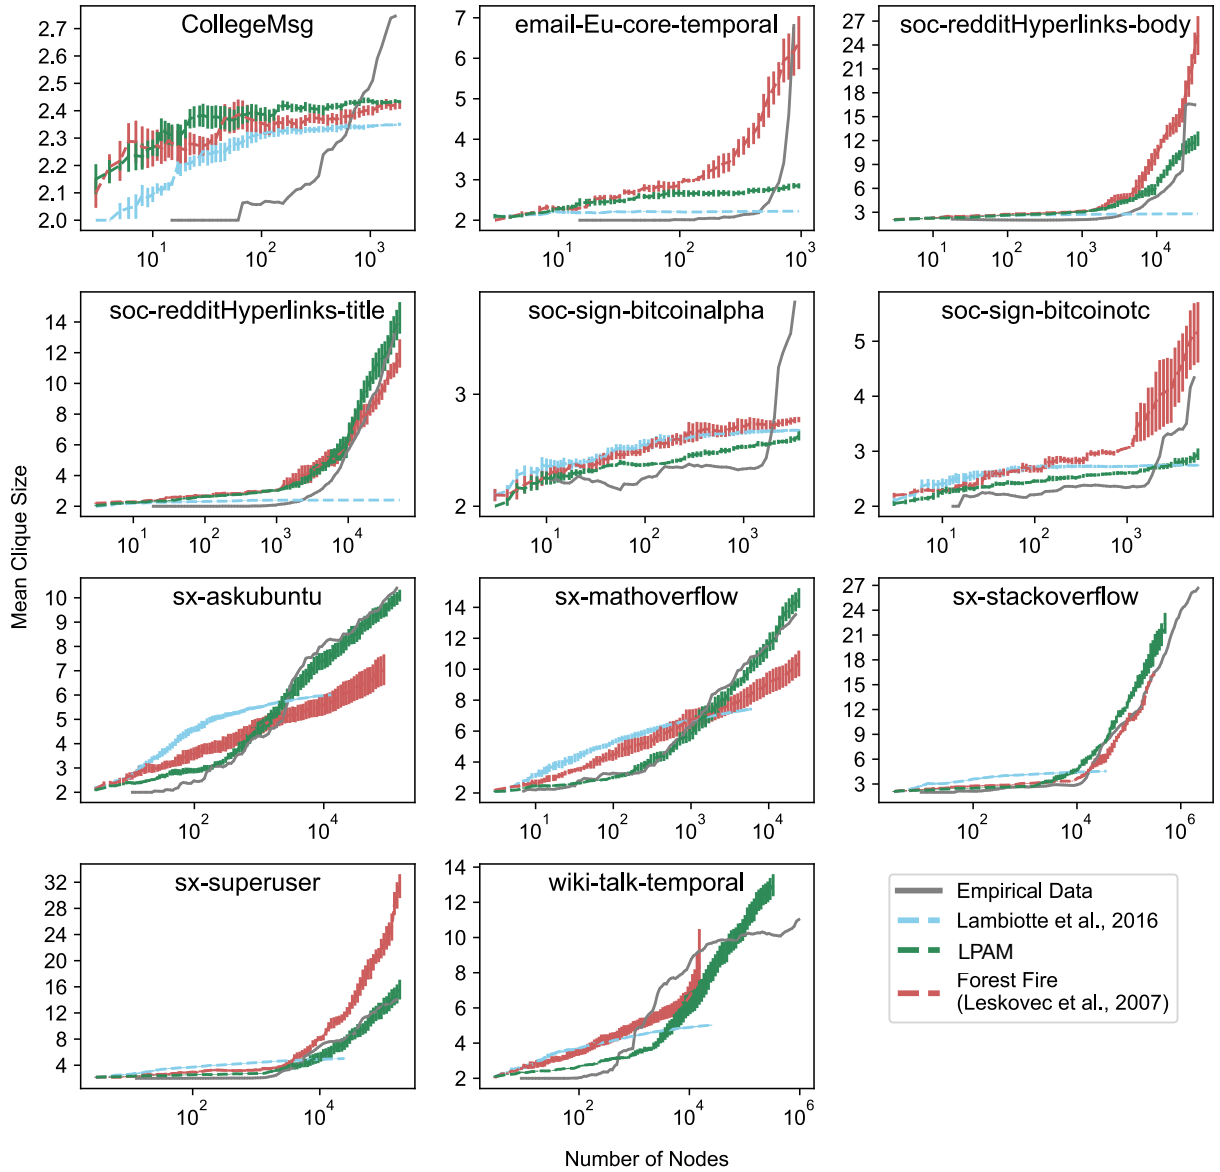 CollegeMsg
2.7
2.6
2.5
2.4
2.3
2.2
2.1
2.0
10¹ 10² 10³
email-Eu-core-temporal
7
6
5
4
3
2
10¹ 10² 10³
soc-redditHyperlinks-body
27
24
21
18
15
12
9
6
3
10¹ 10² 10³ 10⁴
soc-redditHyperlinks-title
14
12
10
8
6
4
2
10¹ 10² 10³ 10⁴
soc-sign-bitcoinalpha
3
2
10¹ 10² 10³
soc-sign-bitcoinotc
5
4
3
2
10¹ 10² 10³
Mean Clique Size
sx-askubuntu
10
9
8
7
6
5
4
3
2
10² 10⁴
sx-mathoverflow
14
12
10
8
6
4
2
10¹ 10² 10³ 10⁴
sx-stackoverflow
27
24
21
18
15
12
9
6
3
10² 10⁴ 10⁶
sx-superuser
32
28
24
20
16
12
8
4
10² 10⁴
wiki-talk-temporal
14
12
10
8
6
4
2
10² 10⁴ 10⁶
Empirical Data
Lambiotte et al., 2016
LPAM
Forest Fire
(Leskovec et al., 2007)
Number of Nodes